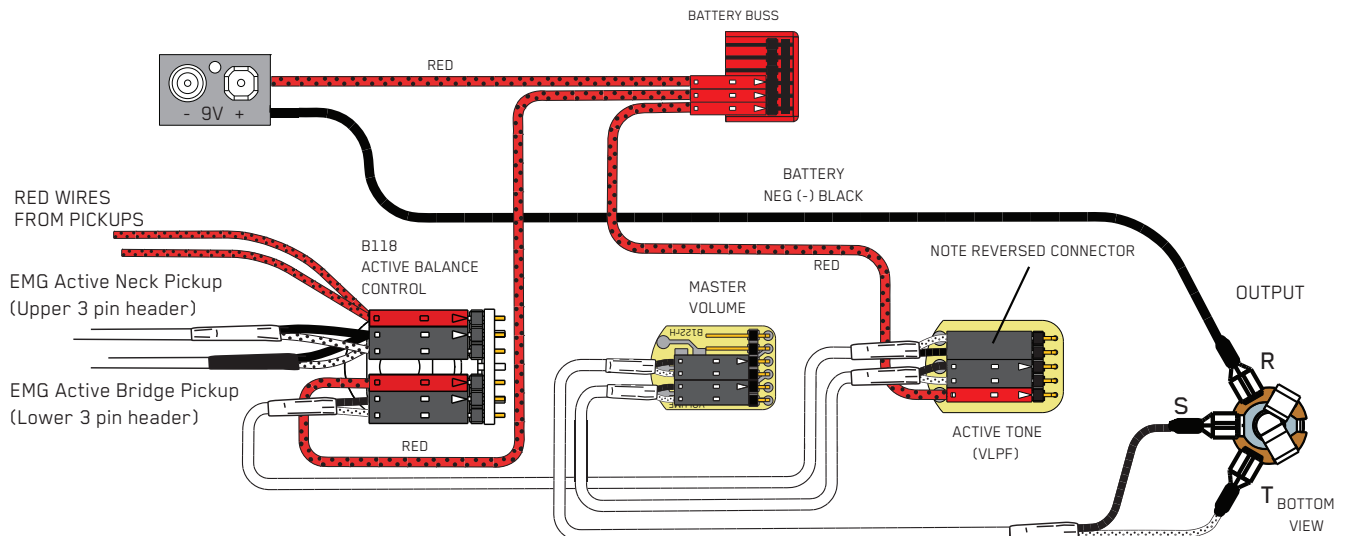 BATTERY BUSS
RED
- 9V +
BATTERY
NEG (-) BLACK
RED WIRES
FROM PICKUPS
B118
ACTIVE BALANCE
CONTROL
NOTE REVERSED CONNECTOR
RED
EMG Active Neck Pickup
(Upper 3 pin header)
MASTER
VOLUME
OUTPUT
B122rH
R
EMG Active Bridge Pickup
(Lower 3 pin header)
VOLUME
S
ACTIVE TONE
(VLPF)
RED
T
BOTTOM
VIEW